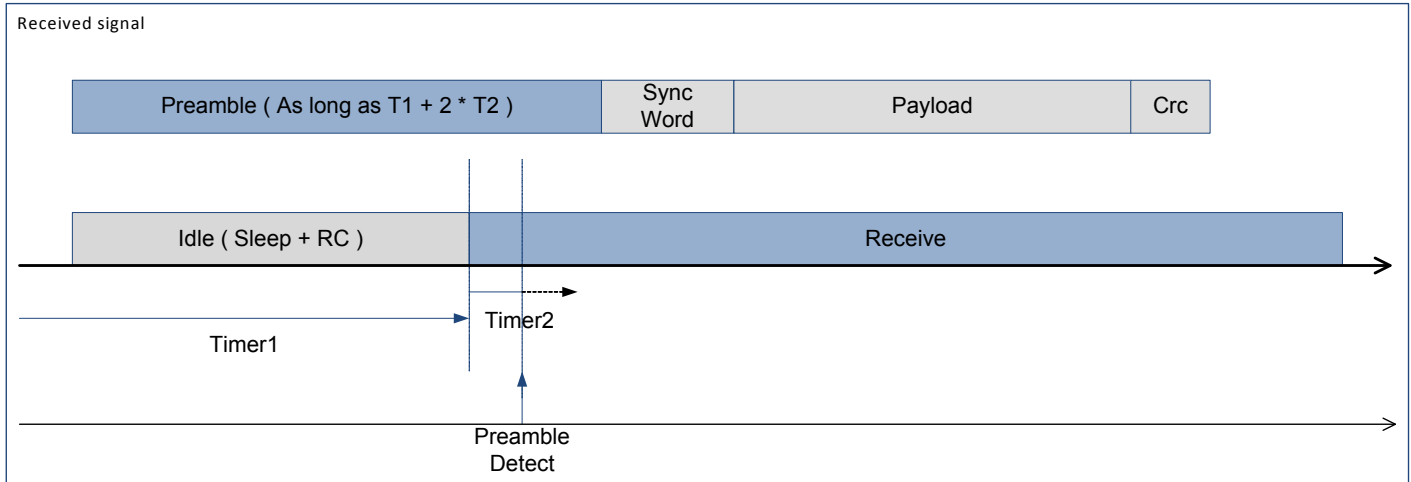 Received signal
Preamble ( As long as T1 + 2 * T2 )
Sync
Word
Payload
Crc
Idle ( Sleep + RC )
Receive
Timer2
Timer1
Preamble
Detect